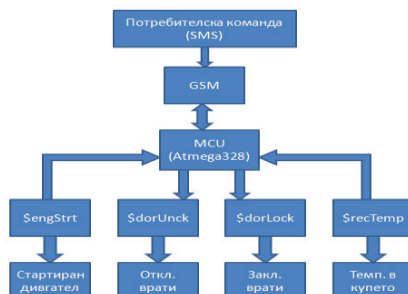 Потребителска команда
(SMS)
GSM
MCU
(Atmega328)
$engStrt
$dorUnck
$dorLock
$recTemp
Стартиран
дивгател
Откл.
врати
Закл.
врати
Темп. в
купето